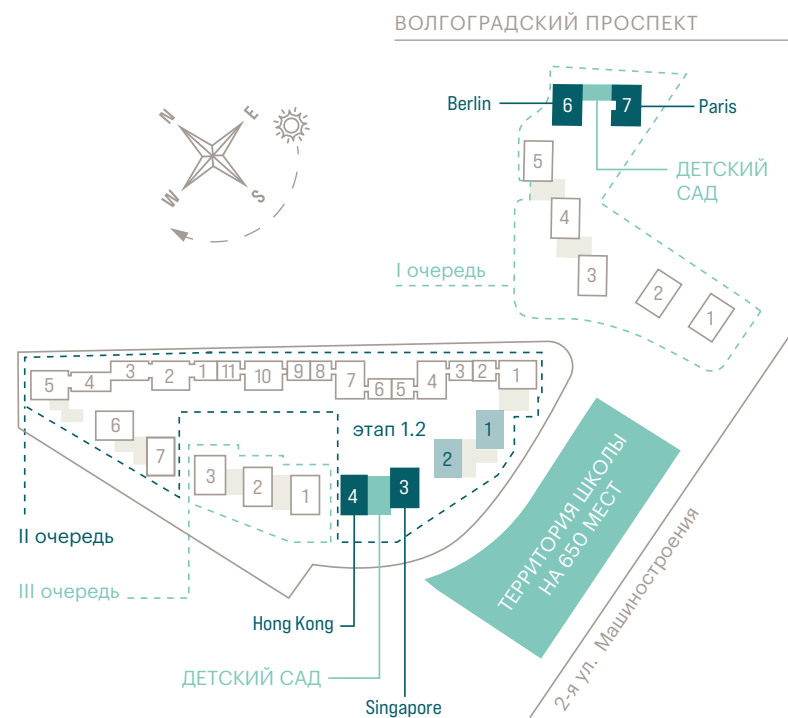 ВОЛГОГРАДСКИЙ ПРОСПЕКТ
Berlin
6
7
Paris
N
E
W
S
5
ДЕТСКИЙ
САД
4
I очередь
3
2
1
5
4
3
2
1
11
10
9
8
7
6
5
4
3
2
1
6
7
этап 1.2
1
2
3
2
1
4
3
ТЕРРИТОРИЯ ШКОЛЫ
НА 650 МЕСТ
II очередь
III очередь
Hong Kong
ДЕТСКИЙ САД
Singapore
2-я ул. Машиностроения